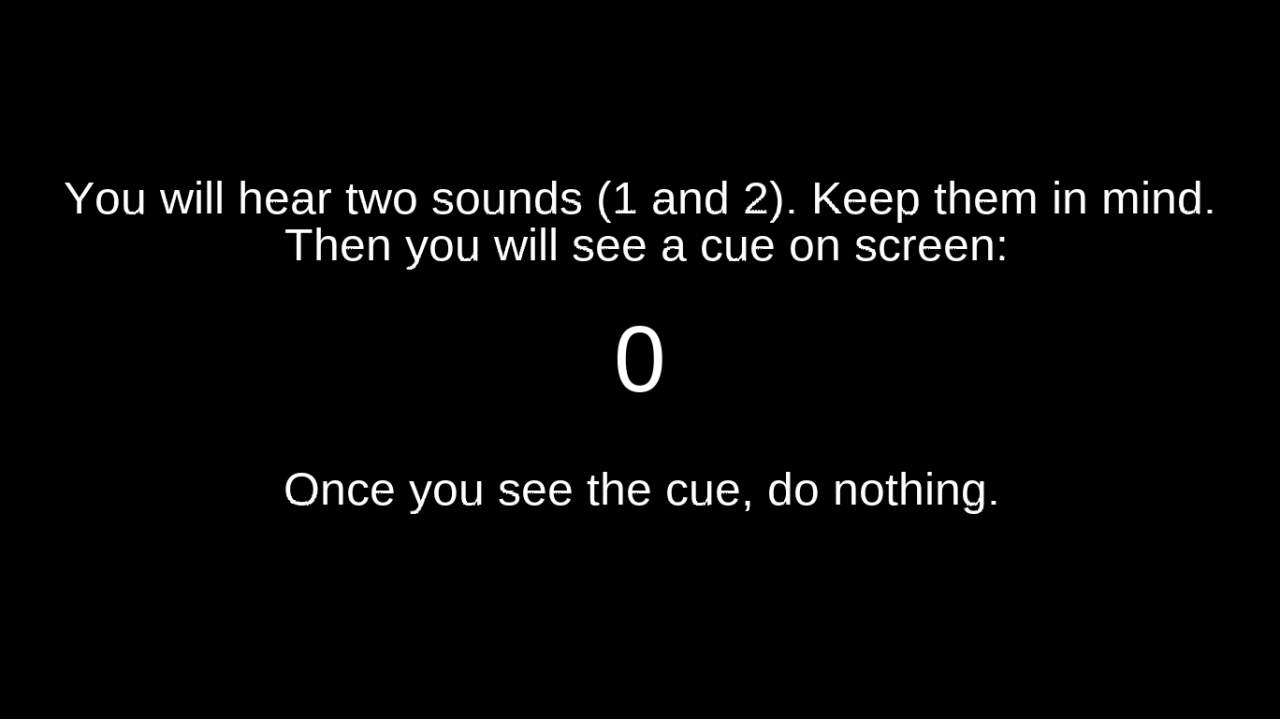 You will hear two sounds (1 and 2). Keep them in mind.
Then you will see a cue on screen:
0
Once you see the cue, do nothing.